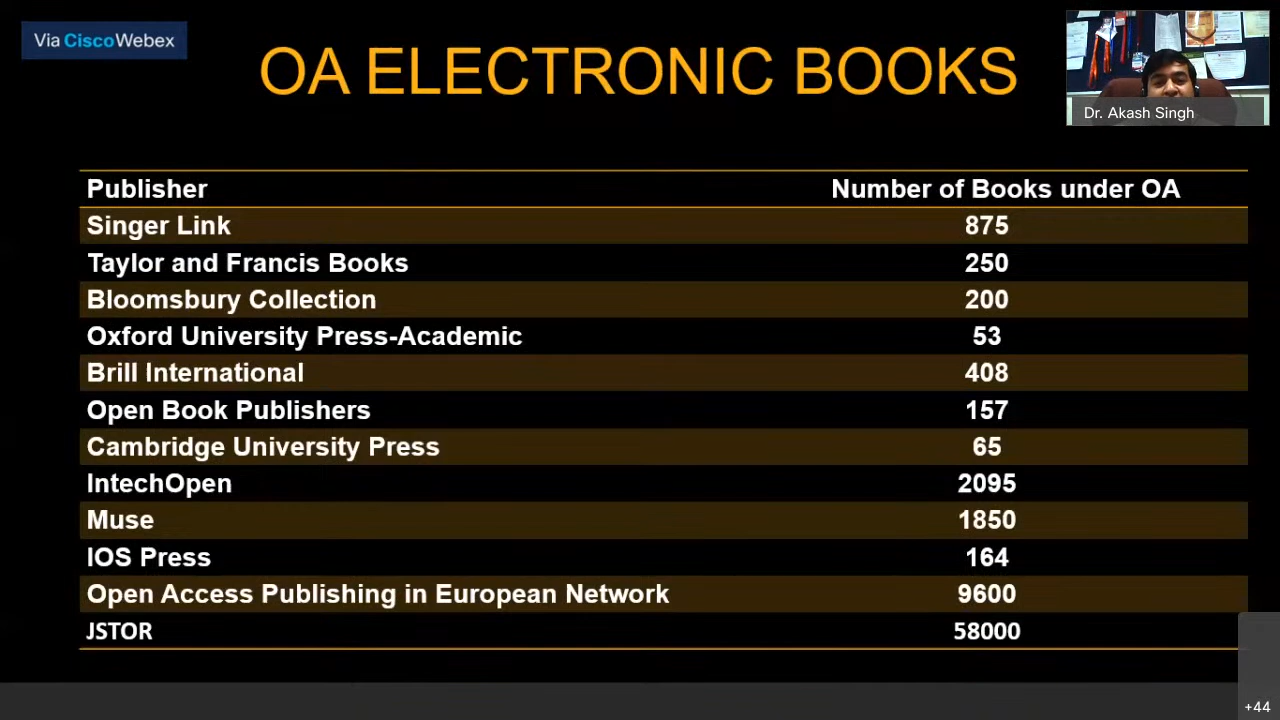 Via Cisco Webex
OA ELECTRONIC BOOKS
Dr. Akash Singh
Publisher Number of Books under OA
Singer Link 875
Taylor and Francis Books 250
Bloomsbury Collection 200
Oxford University Press-Academic 53
Brill International 408
Open Book Publishers 157
Cambridge University Press 65
IntechOpen 2095
Muse 1850
IOS Press 164
Open Access Publishing in European Network 9600
JSTOR 58000
+44